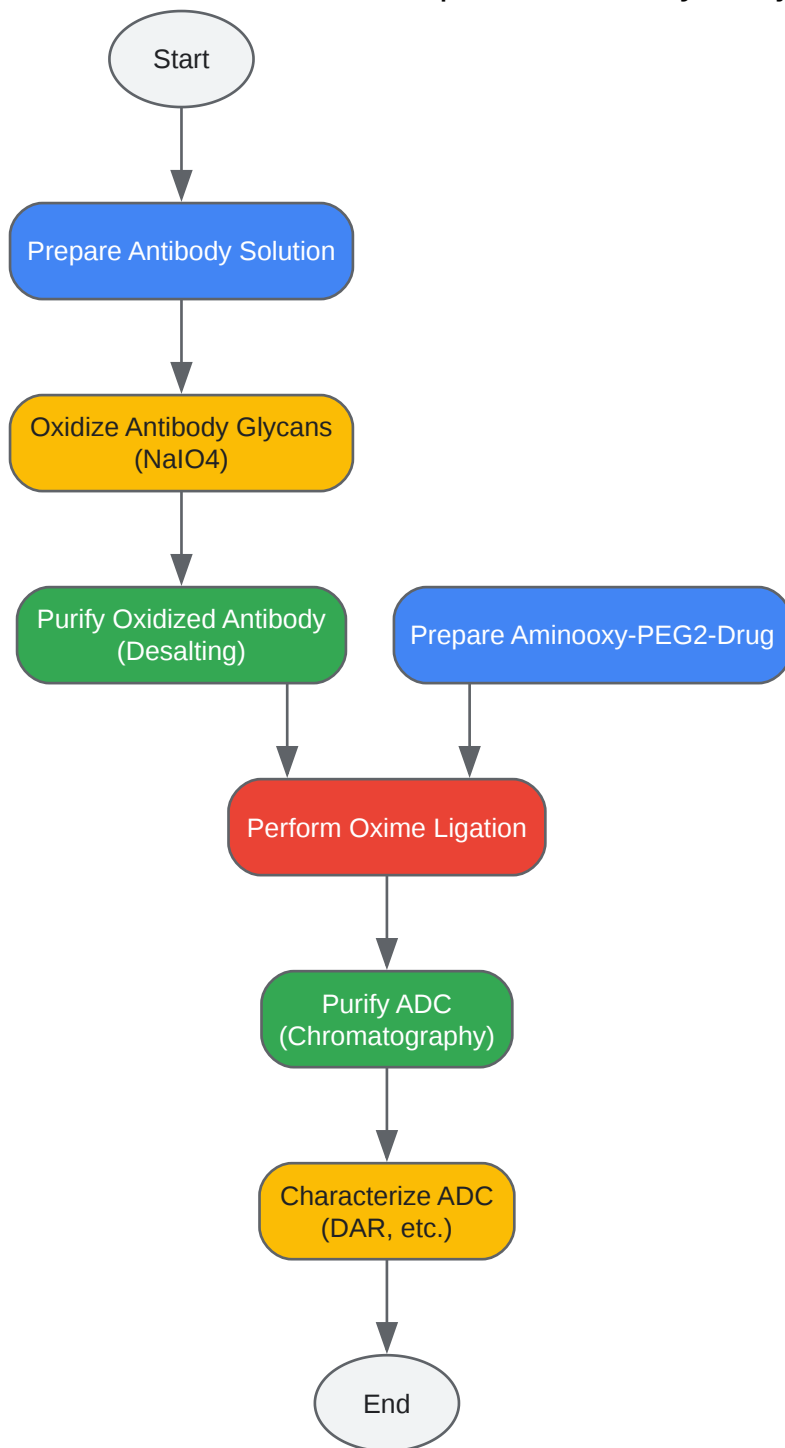 Start
Prepare Antibody Solution
Oxidize Antibody Glycans
(NaIO4)
Purify Oxidized Antibody
(Desalting)
Prepare Aminooxy-PEG2-Drug
Perform Oxime Ligation
Purify ADC
(Chromatography)
Characterize ADC
(DAR, etc.)
End